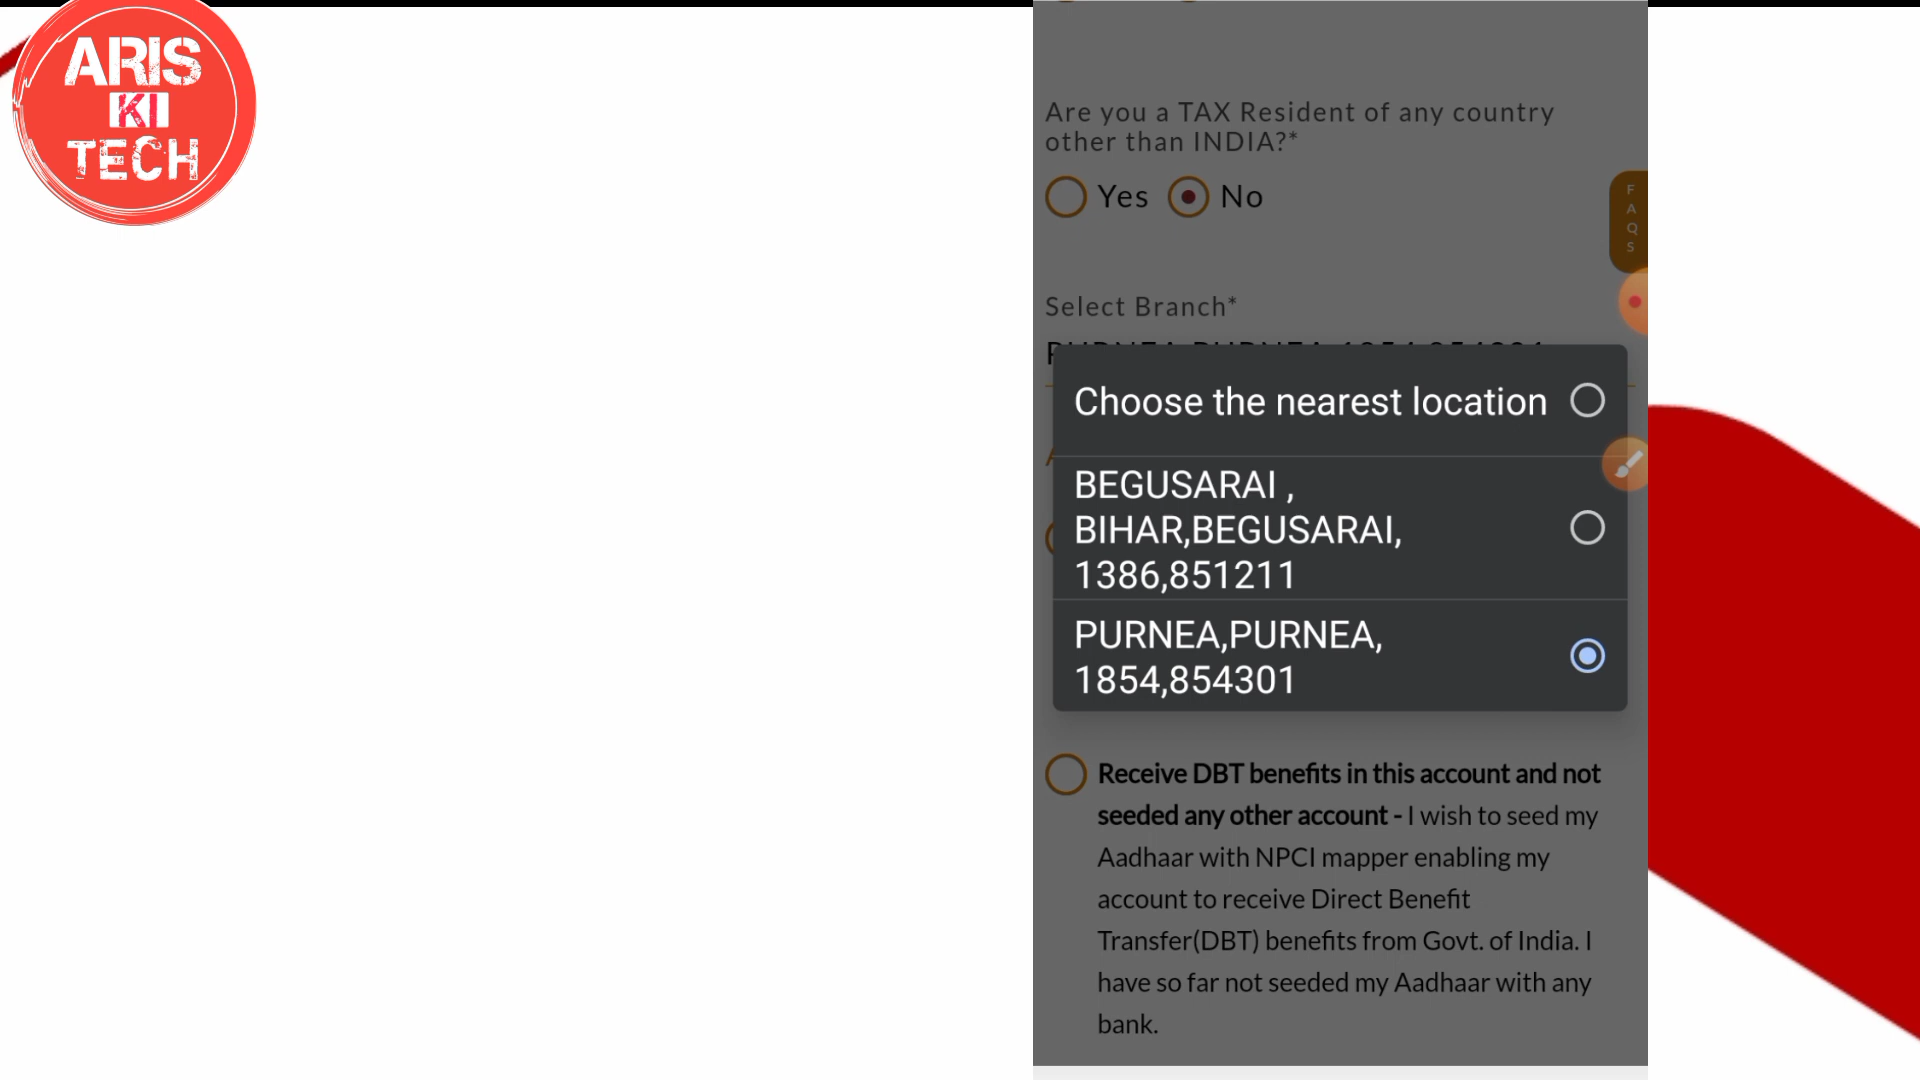 ARIS
KI
TECH
Are you a TAX Resident of any country
other than INDIA?*
Yes No
F
A
Q
S
Select Branch*
Choose the nearest location
BEGUSARAI ,
BIHAR,BEGUSARAI,
1386,851211
PURNEA,PURNEA,
1854,854301
Receive DBT benefits in this account and not
seeded any other account - I wish to seed my
Aadhaar with NPCI mapper enabling my
account to receive Direct Benefit
Transfer(DBT) benefits from Govt. of India. I
have so far not seeded my Aadhaar with any
bank.